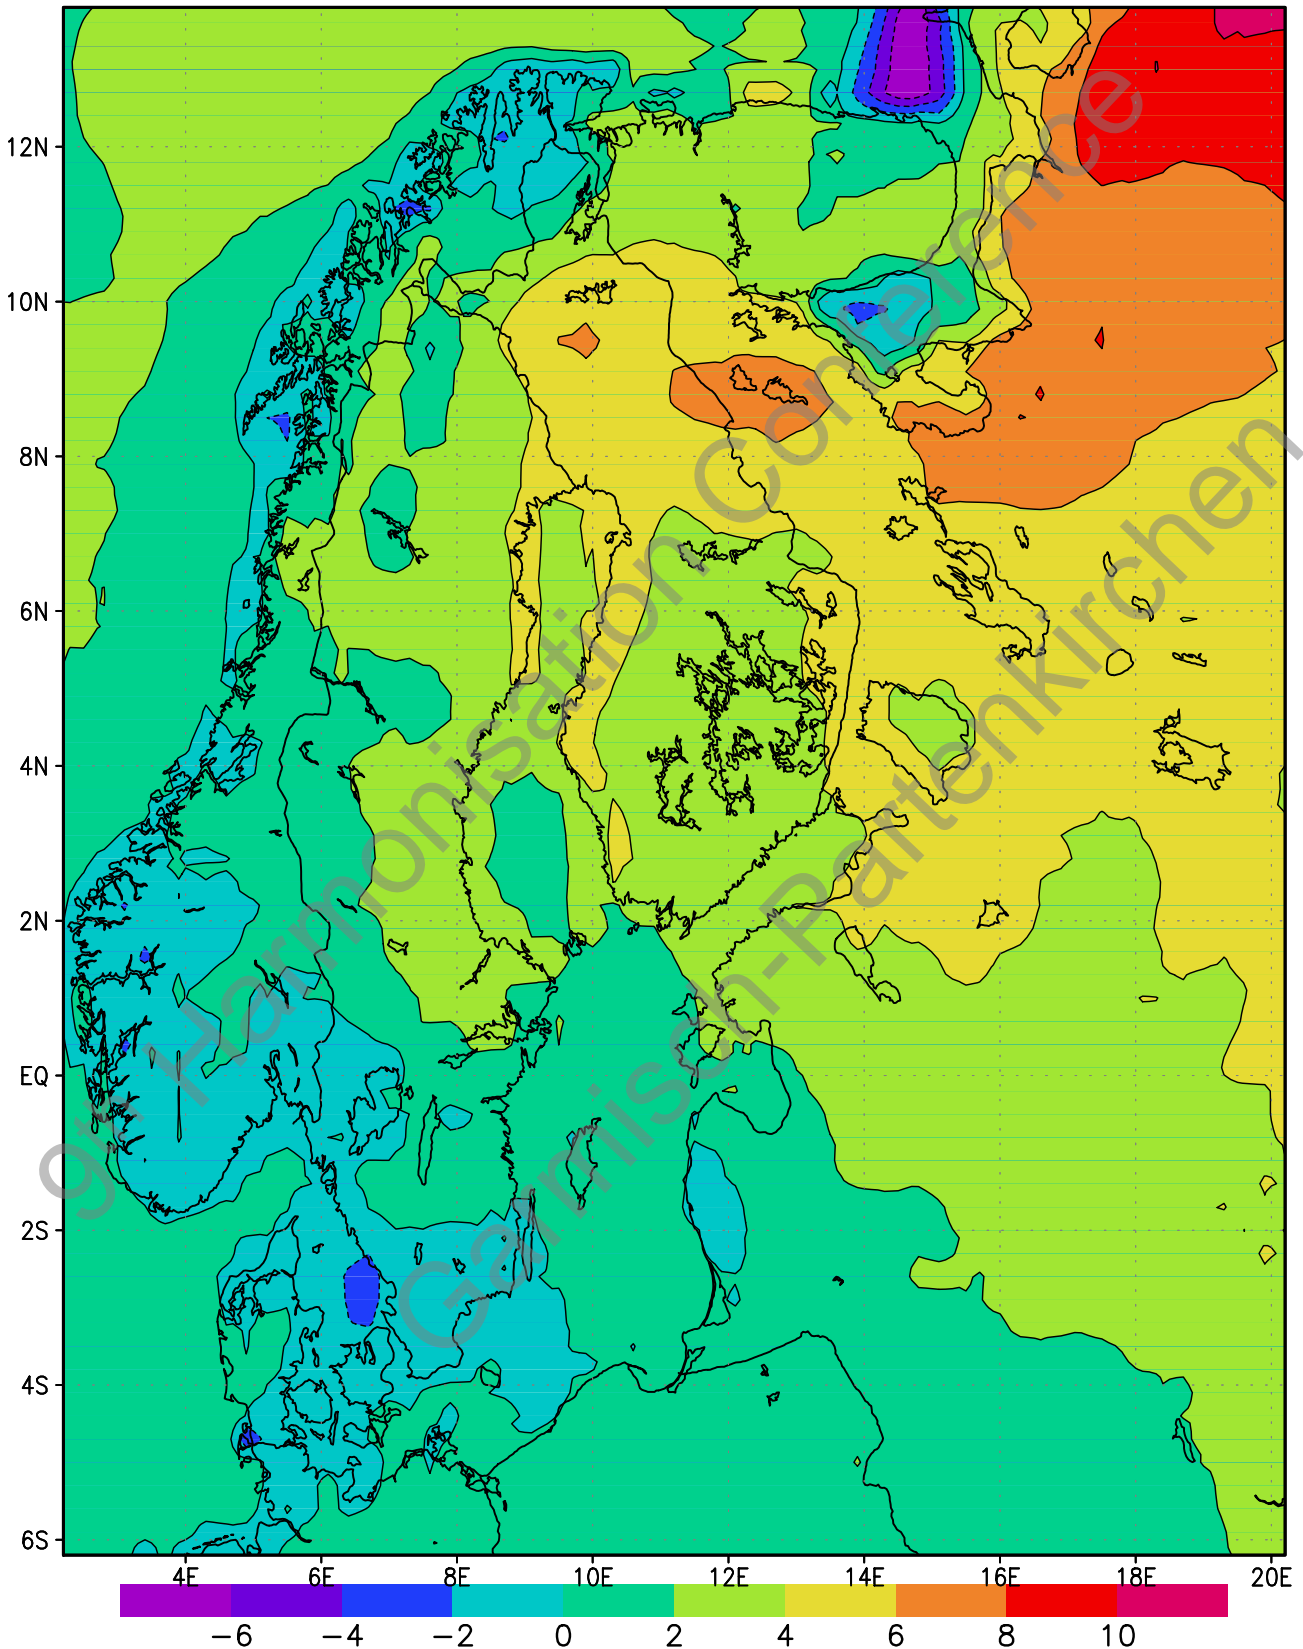 12N
10N
8N
6N
4N
2N
EQ
2S
4S
6S
4E 6E 8E 10E 12E 14E 16E 18E 20E
−6 −4 −2 0 2 4 6 8 10
9th Harmonisation Conference
Garmisch-Partenkirchen